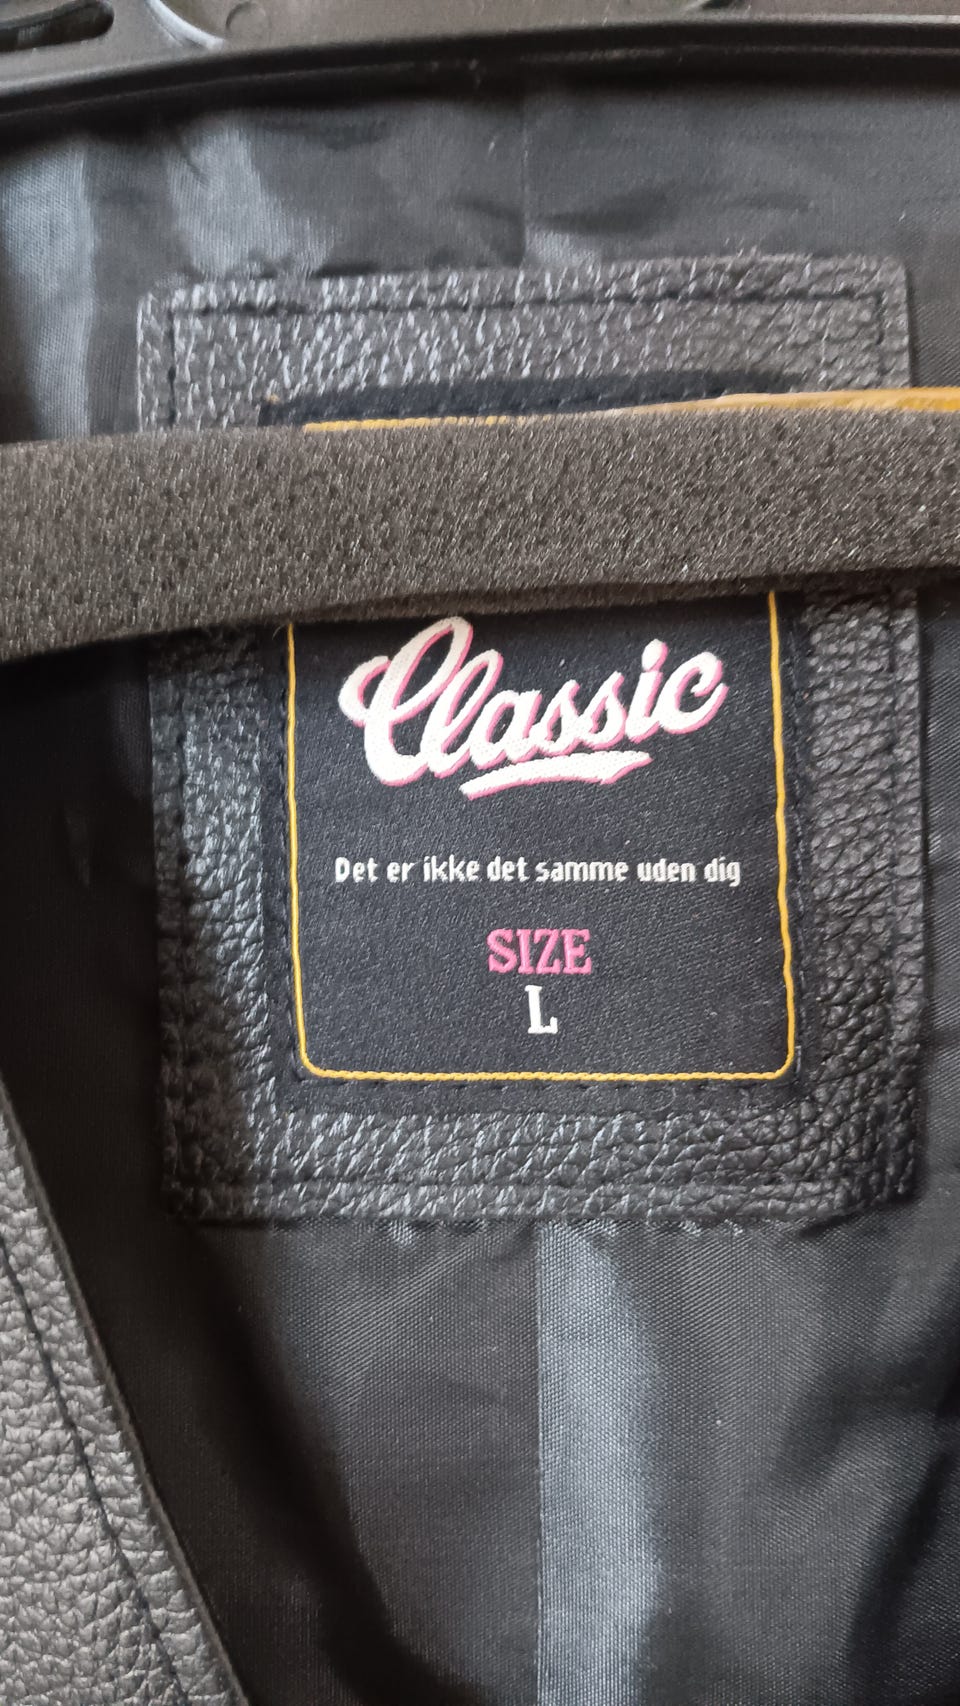 Classic
Det er ikke det samme uden dig
SIZE
L